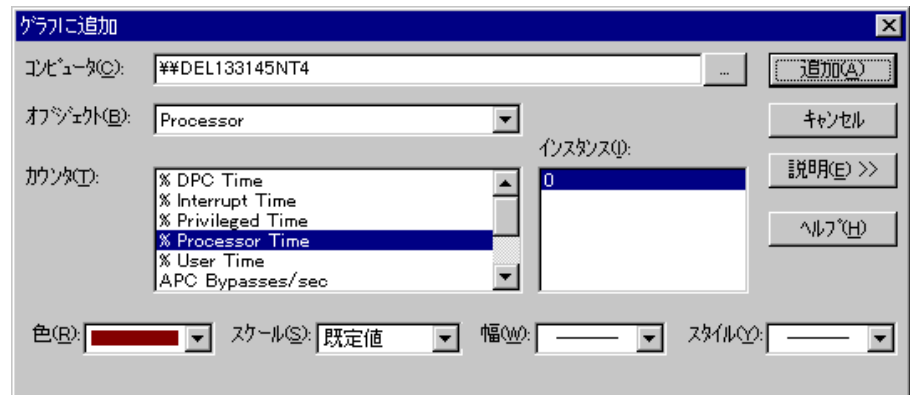 グラフに追加
コンピュータ(C): ¥¥DEL133145NT4 ... 追加(A)
オブジェクト(B): Processor キャンセル
インスタンス(I):
カウンタ(T): % DPC Time 0 説明(E) >>
% Interrupt Time
% Privileged Time
% Processor Time ヘルプ(H)
% User Time
APC Bypasses/sec
色(R): スケール(S): 既定値 幅(W): スタイル(Y):